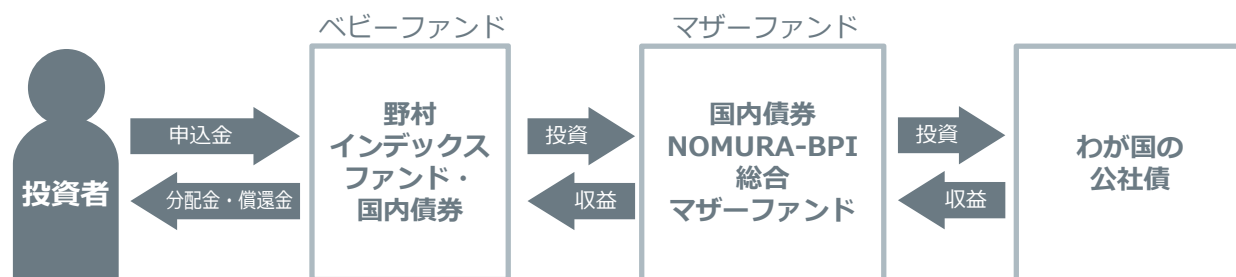 ベビーファンド
マザーファンド
投資者
申込金
分配金・償還金
野村
インデックス
ファンド・
国内債券
投資
収益
国内債券
NOMURA-BPI
総合
マザーファンド
投資
収益
わが国の
公社債